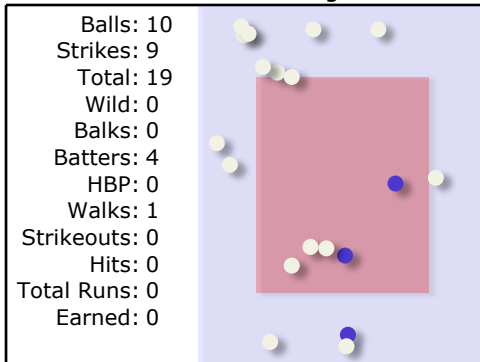 Balls: 10
Strikes: 9
Total: 19
Wild: 0
Balks: 0
Batters: 4
HBP: 0
Walks: 1
Strikeouts: 0
Hits: 0
Total Runs: 0
Earned: 0